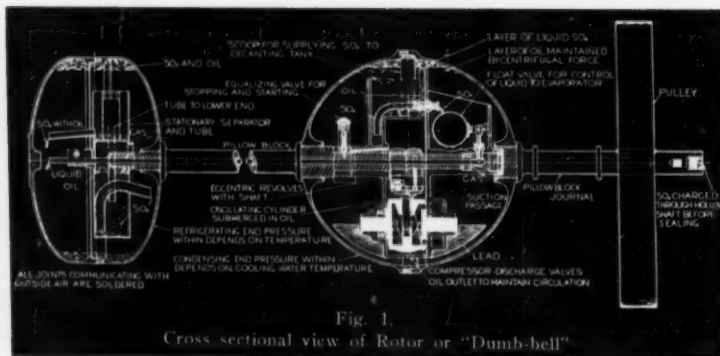 SCOOP FOR SUPPLYING SO₂ TO
DECANTING TANK
LAYER OF LIQUID SO₂
LAYER OF OIL MAINTAINED
BY CENTRIFUGAL FORCE
FLOAT VALVE FOR CONTROL
OF LIQUID TO EVAPORATOR
SO₂ AND OIL
EQUALIZING VALVE FOR
STOPPING AND STARTING
OIL
SO₂
SO₂
PULLEY
TUBE TO LOWER END
STATIONARY SEPARATOR
AND TUBE
GAS
SO₂ WITH OIL
PILLOW BLOCK
LIQUID
OIL
SO₂
GAS
ECCENTRIC REVOLVES
WITH SHAFT
OSCILLATING CYLINDER
SUBMERGED IN OIL
SUCTION
PASSAGE
PILLOW BLOCK
JOURNAL
SO₂ CHARGED
THROUGH HOLLOW
SHAFT BEFORE
SEALING
REFRIGERATING END PRESSURE
WITHIN DEPENDS ON TEMPERATURE
LEAD
CONDENSING END PRESSURE WITHIN
DEPENDS ON COOLING WATER TEMPERATURE
ALL JOINTS COMMUNICATING WITH
OUTSIDE AIR ARE SOLDERED
COMPRESSOR-DISCHARGE VALVES
OIL OUTLET TO MAINTAIN CIRCULATION
Fig. 1.
Cross sectional view of Rotor or "Dumb-bell"